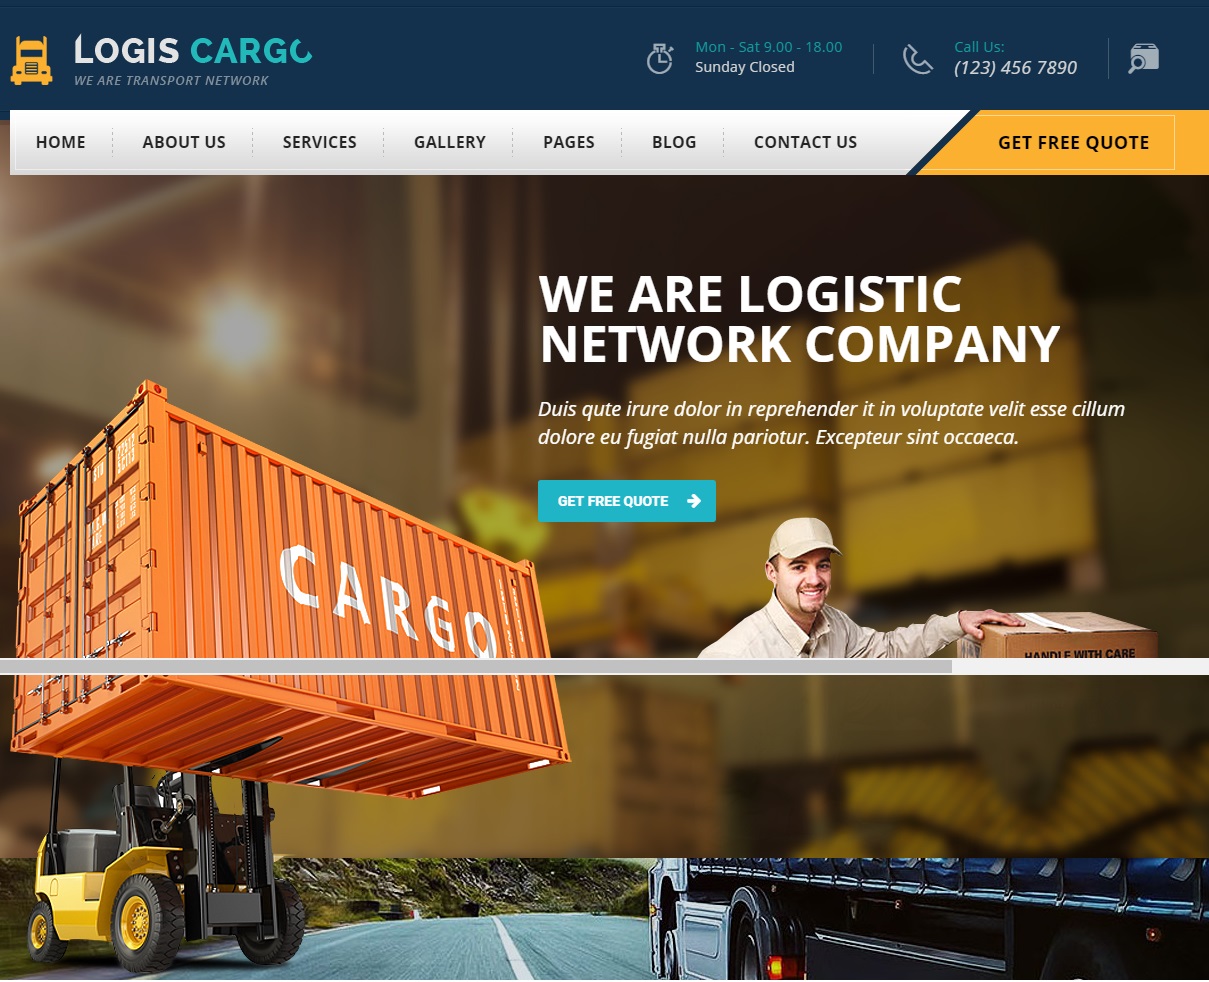 LOGIS CARGO
WE ARE TRANSPORT NETWORK
Mon - Sat 9.00 - 18.00
Sunday Closed
Call Us:
(123) 456 7890
HOME
ABOUT US
SERVICES
GALLERY
PAGES
BLOG
CONTACT US
GET FREE QUOTE
WE ARE LOGISTIC
NETWORK COMPANY
Duis qute irure dolor in reprehender it in voluptate velit esse cillum
dolore eu fugiat nulla pariotur. Excepteur sint occaeca.
GET FREE QUOTE
CARGO
HANDLE WITH CARE